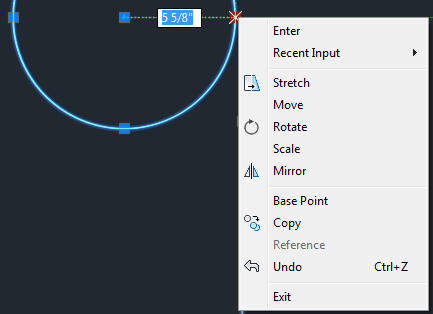 5 5/8"
Enter
Recent Input
Stretch
Move
Rotate
Scale
Mirror
Base Point
Copy
Reference
Undo Ctrl+Z
Exit